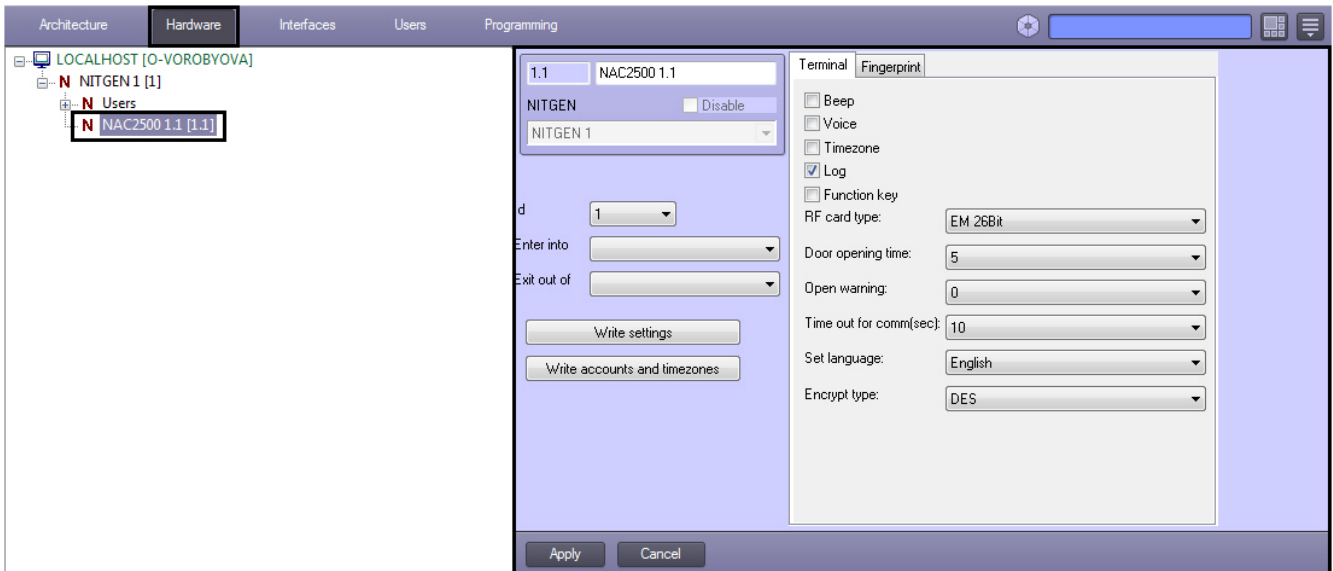 Architecture Hardware Interfaces Users Programming
LOCALHOST [O-VOROBYOVA]
N NITGEN 1 [1]
N Users
N NAC2500 1.1 [1.1]
1.1 NAC2500 1.1
NITGEN Disable
NITGEN 1
d 1
Enter into
Exit out of
Write settings
Write accounts and timezones
Terminal Fingerprint
Beep
Voice
Timezone
Log
Function key
RF card type: EM 26Bit
Door opening time: 5
Open warning: 0
Time out for comm(sec): 10
Set language: English
Encrypt type: DES
Apply Cancel